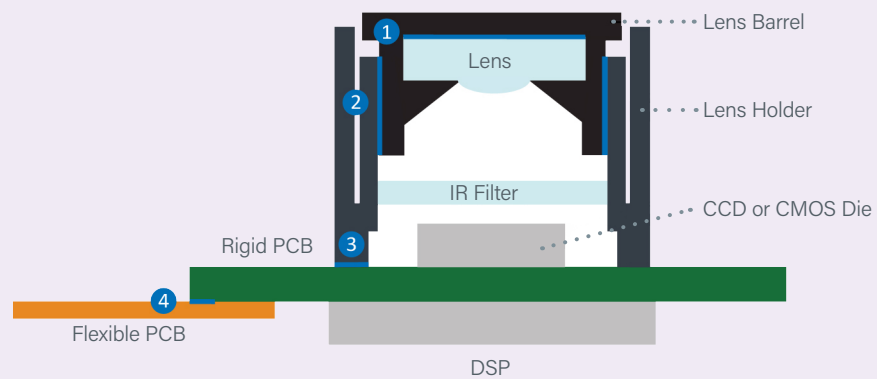 1
Lens Barrel
Lens
2
Lens Holder
IR Filter
CCD or CMOS Die
Rigid PCB
3
4
Flexible PCB
DSP